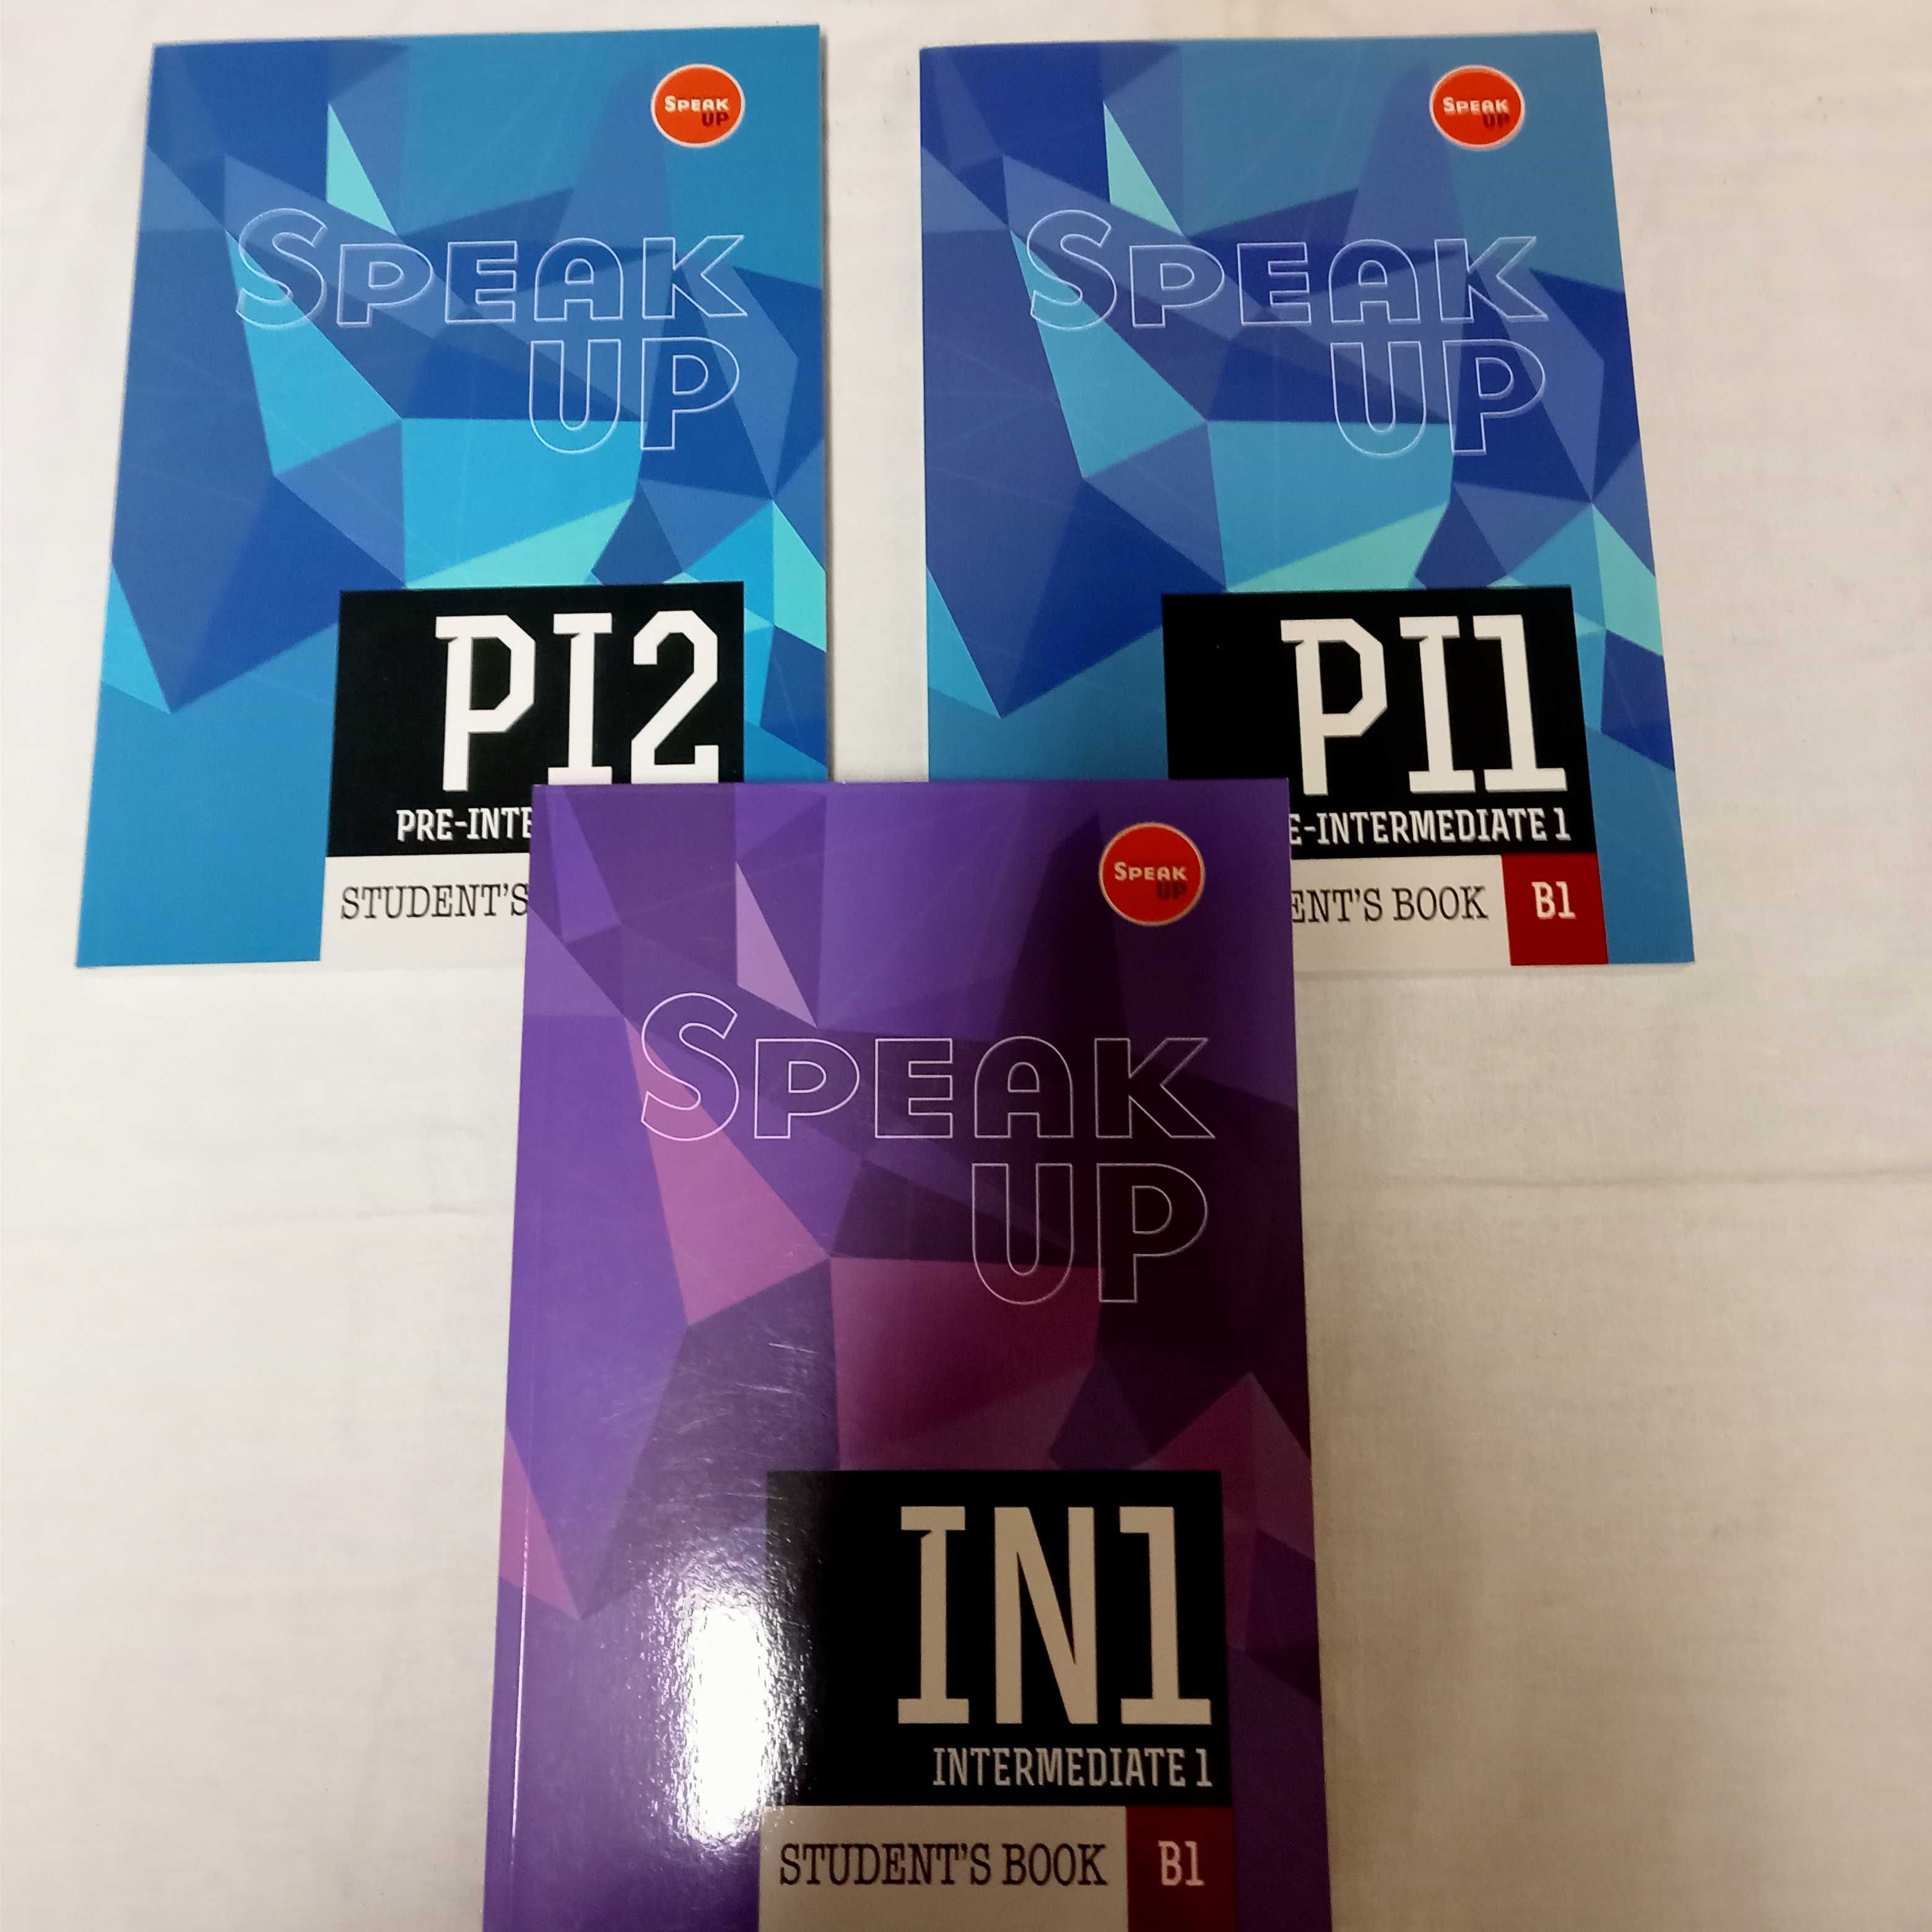 SPEAK
UP
SPEAK
UP
PI2
PRE-INTE
STUDENT'S
SPEAK
UP
SPEAK
UP
PI1
E-INTERMEDIATE 1
ENT'S BOOK B1
SPEAK
UP
SPEAK
UP
IN1
INTERMEDIATE 1
STUDENT'S BOOK B1